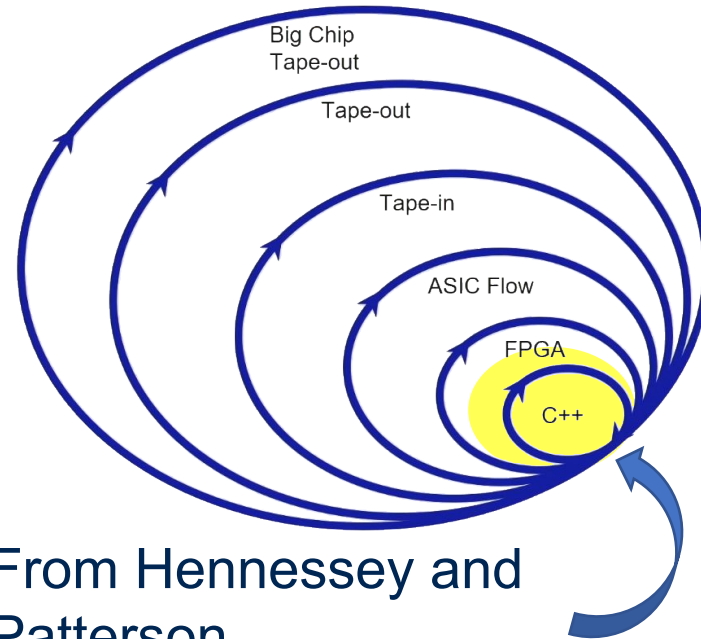 Big Chip
Tape-out
Tape-out
Tape-in
ASIC Flow
FPGA
C++
From Hennessey and
Patterson